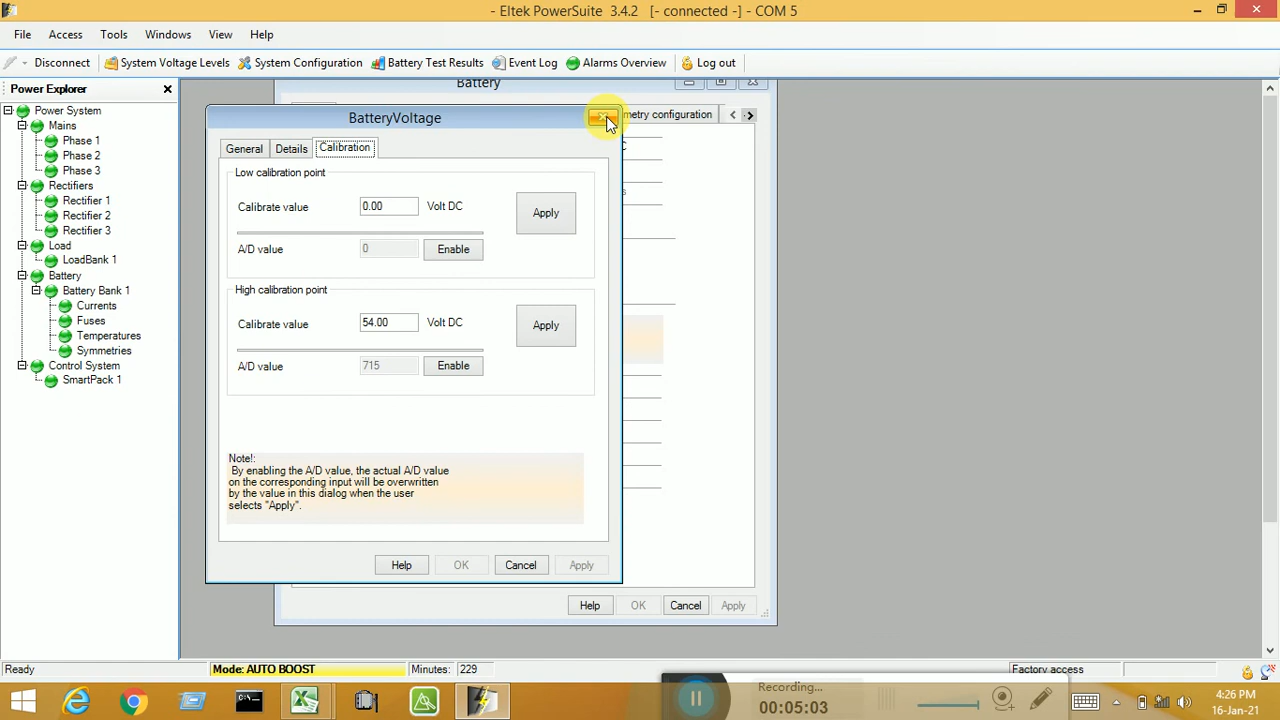 - Eltek PowerSuite 3.4.2 [- connected -] - COM 5
File Access Tools Windows View Help
Disconnect System Voltage Levels System Configuration Battery Test Results Event Log Alarms Overview Log out
Power Explorer
Power System
Mains
Phase 1
Phase 2
Phase 3
Rectifiers
Rectifier 1
Rectifier 2
Rectifier 3
Load
LoadBank 1
Battery
Battery Bank 1
Currents
Fuses
Temperatures
Symmetries
Control System
SmartPack 1
Battery
metry configuration
BatteryVoltage
General Details Calibration
Low calibration point
Calibrate value 0.00 Volt DC Apply
A/D value 0 Enable
High calibration point
Calibrate value 54.00 Volt DC Apply
A/D value 715 Enable
Note!:
By enabling the A/D value, the actual A/D value
on the corresponding input will be overwritten
by the value in this dialog when the user
selects "Apply".
Help OK Cancel Apply
Help OK Cancel Apply
Ready Mode: AUTO BOOST Minutes: 229 Factory access
Recording...
00:05:03
4:26 PM
16-Jan-21